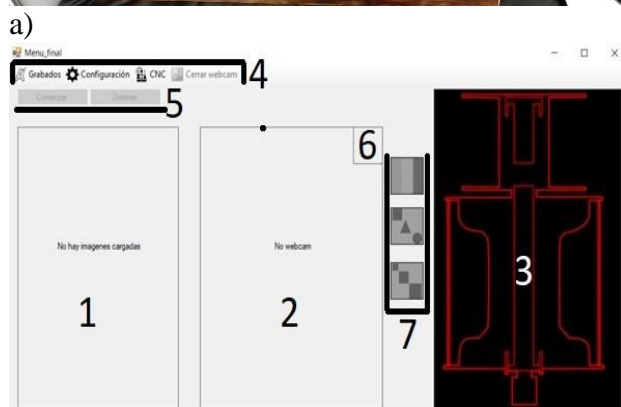 a)
Menu_final
Grabados Configuración CNC Cerrar webcam
4
Comenzar Detener
5
6
No hay imagenes cargadas
No webcam
1
2
3
7